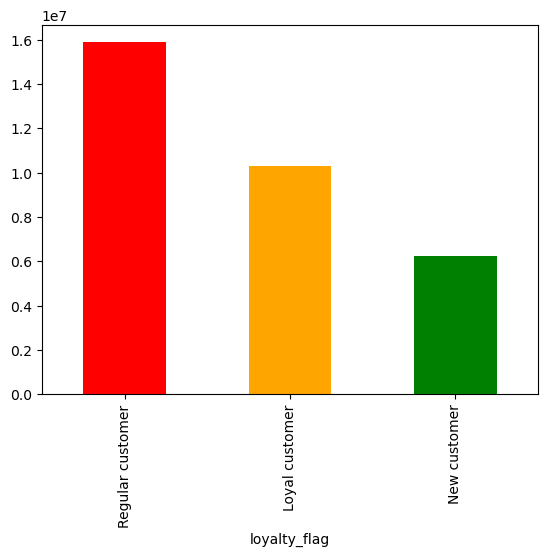 1e7
1.6
1.4
1.2
1.0
0.8
0.6
0.4
0.2
0.0
Regular customer
Loyal customer
New customer
loyalty_flag